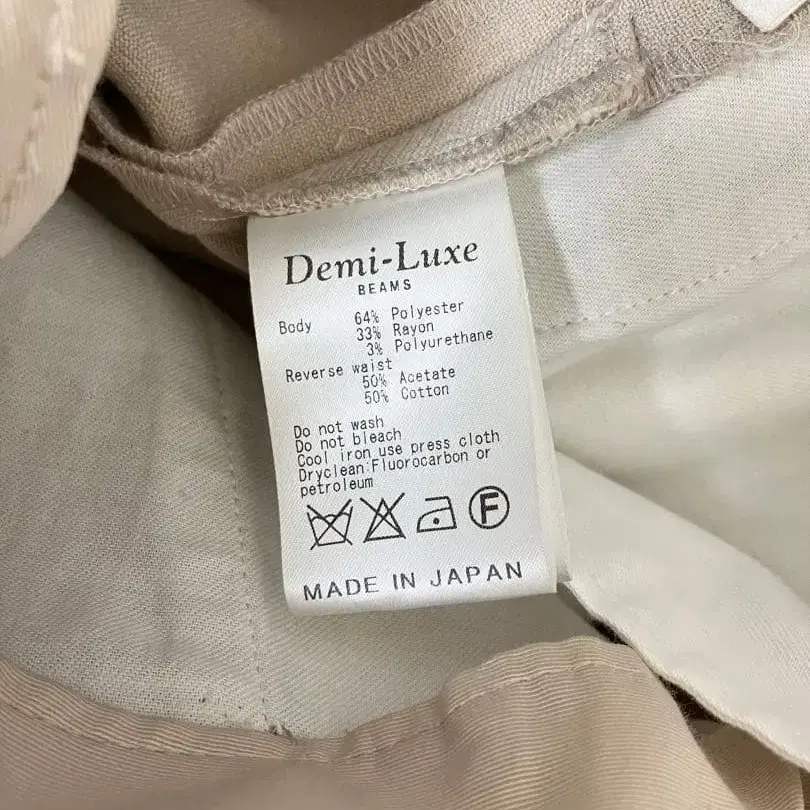 Demi-Luxe
BEAMS
Body 64% Polyester
33% Rayon
3% Polyurethane
Reverse waist
50% Acetate
50% Cotton
Do not wash
Do not bleach
Cool iron use press cloth
Dryclean:Fluorocarbon or
petroleum
F
MADE IN JAPAN